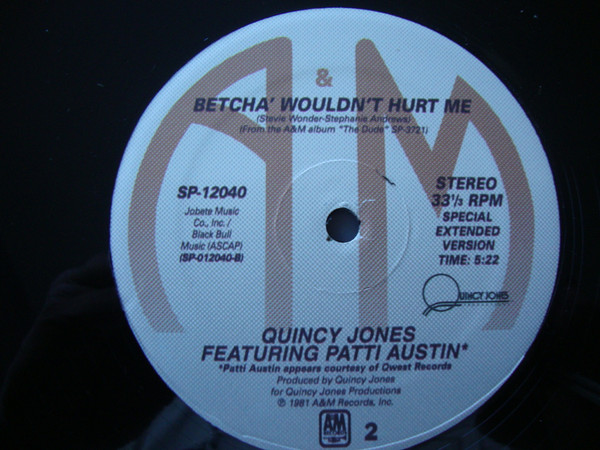 A&M
BETCHA' WOULDN'T HURT ME
(Stevie Wonder-Stephanie Andrews)
(From the A&M album "The Dude" SP-3721)
SP-12040
Jobete Music
Co., Inc. /
Black Bull
Music (ASCAP)
(SP-012040-B)
STEREO
33⅓ RPM
SPECIAL
EXTENDED
VERSION
TIME: 5:22
QUINCY JONES
QUINCY JONES
FEATURING PATTI AUSTIN*
*Patti Austin appears courtesy of Qwest Records
Produced by Quincy Jones
for Quincy Jones Productions
℗ 1981 A&M Records, Inc.
A&M
RECORDS
2